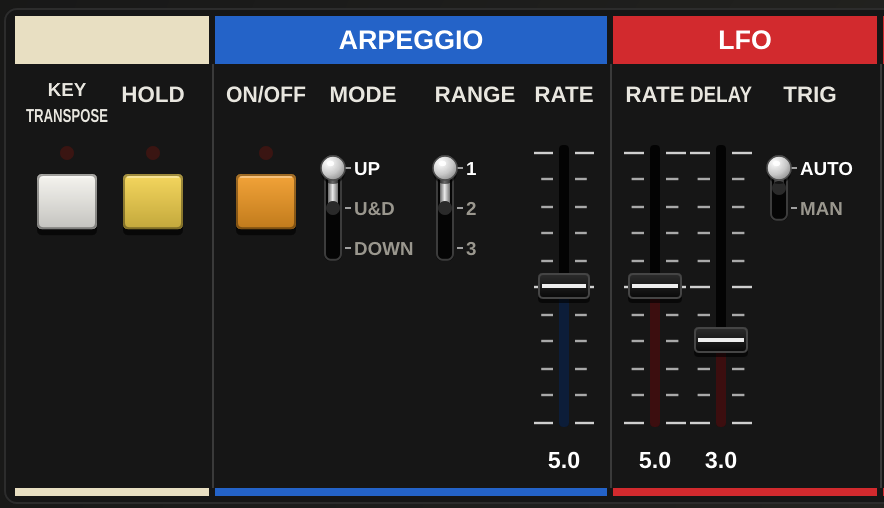 ARPEGGIO
LFO
KEY
TRANSPOSE
HOLD
ON/OFF
MODE
RANGE
RATE
RATE
DELAY
TRIG
UP
U&D
DOWN
1
2
3
AUTO
MAN
5.0
5.0
3.0